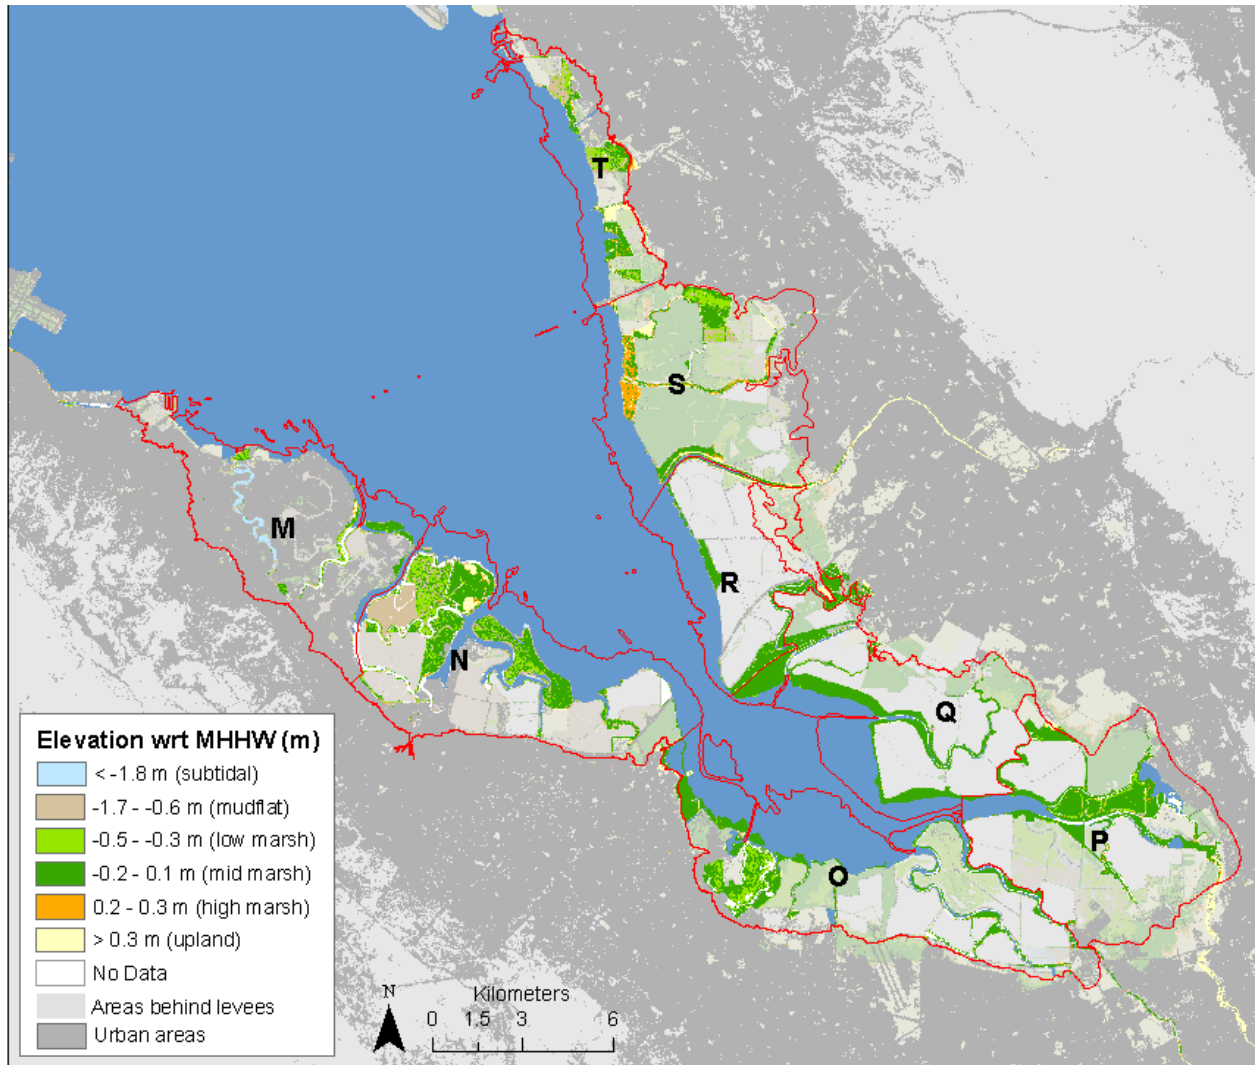 T
S
M
R
N
Q
P
O
Elevation wrt MHHW (m)
< -1.8 m (subtidal)
-1.7 - -0.6 m (mudflat)
-0.5 - -0.3 m (low marsh)
-0.2 - 0.1 m (mid marsh)
0.2 - 0.3 m (high marsh)
> 0.3 m (upland)
No Data
Areas behind levees
Urban areas
N
Kilometers
0 1.5 3 6